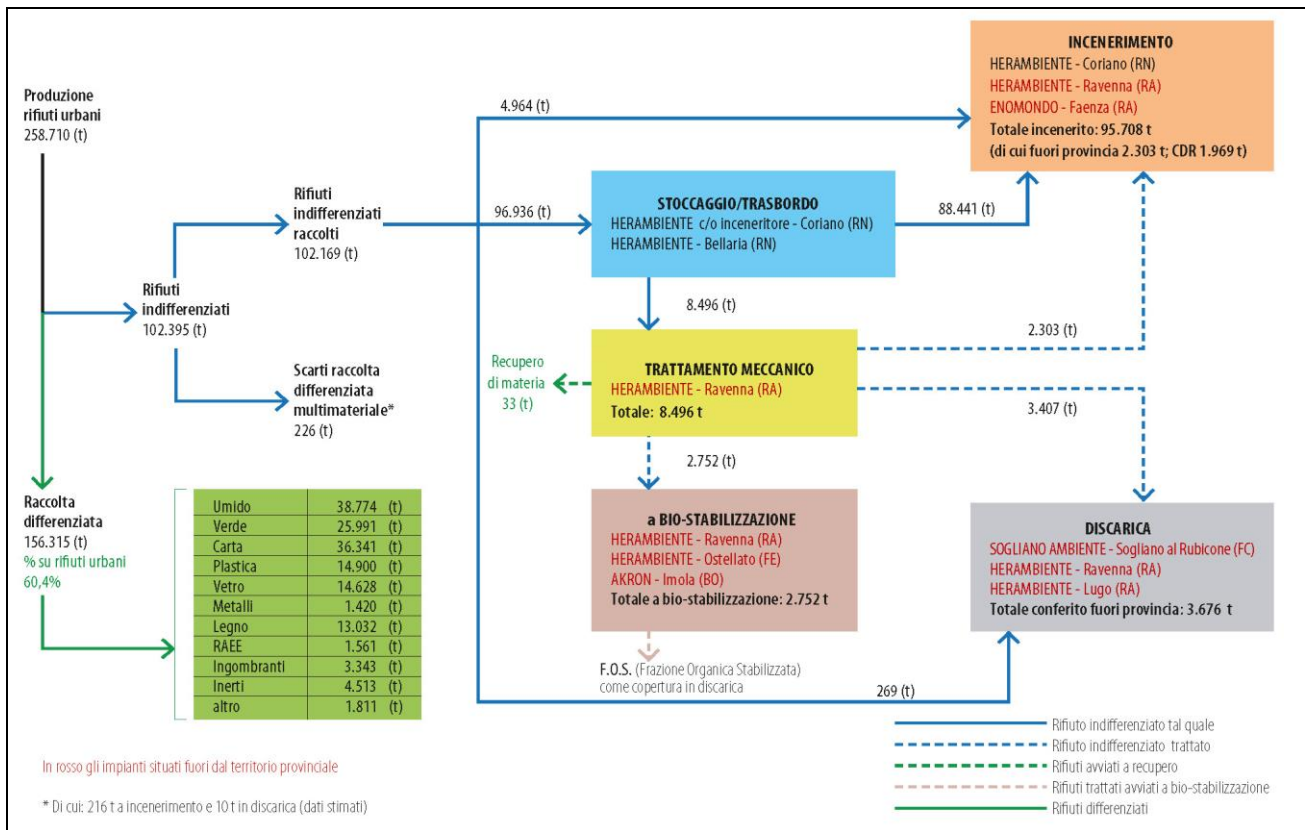 Produzione
rifiuti urbani
258.710 (t)
Rifiuti
indifferenziati
102.395 (t)
Rifiuti
indifferenziati
raccolti
102.169 (t)
Scarti raccolta
differenziata
multimateriale*
226 (t)
Raccolta
differenziata
156.315 (t)
% su rifiuti urbani
60,4%
Umido 38.774 (t)
Verde 25.991 (t)
Carta 36.341 (t)
Plastica 14.900 (t)
Vetro 14.628 (t)
Metalli 1.420 (t)
Legno 13.032 (t)
RAEE 1.561 (t)
Ingombranti 3.343 (t)
Inerti 4.513 (t)
altro 1.811 (t)
4.964 (t)
96.936 (t)
STOCCAGGIO/TRASBORDO
HERAMBIENTE c/o inceneritore - Coriano (RN)
HERAMBIENTE - Bellaria (RN)
88.441 (t)
8.496 (t)
INCENERIMENTO
HERAMBIENTE - Coriano (RN)
HERAMBIENTE - Ravenna (RA)
ENOMONDO - Faenza (RA)
Totale incenerito: 95.708 t
(di cui fuori provincia 2.303 t; CDR 1.969 t)
Recupero
di materia
33 (t)
TRATTAMENTO MECCANICO
HERAMBIENTE - Ravenna (RA)
Totale: 8.496 t
2.303 (t)
3.407 (t)
2.752 (t)
a BIO-STABILIZZAZIONE
HERAMBIENTE - Ravenna (RA)
HERAMBIENTE - Ostellato (FE)
AKRON - Imola (BO)
Totale a bio-stabilizzazione: 2.752 t
DISCARICA
SOGLIANO AMBIENTE - Sogliano al Rubicone (FC)
HERAMBIENTE - Ravenna (RA)
HERAMBIENTE - Lugo (RA)
Totale conferito fuori provincia: 3.676 t
F.O.S. (Frazione Organica Stabilizzata)
come copertura in discarica
269 (t)
Rifiuto indifferenziato tal quale
Rifiuto indifferenziato trattato
Rifiuti avviati a recupero
Rifiuti trattati avviati a bio-stabilizzazione
Rifiuti differenziati
In rosso gli impianti situati fuori dal territorio provinciale
* Di cui: 216 t a incenerimento e 10 t in discarica (dati stimati)